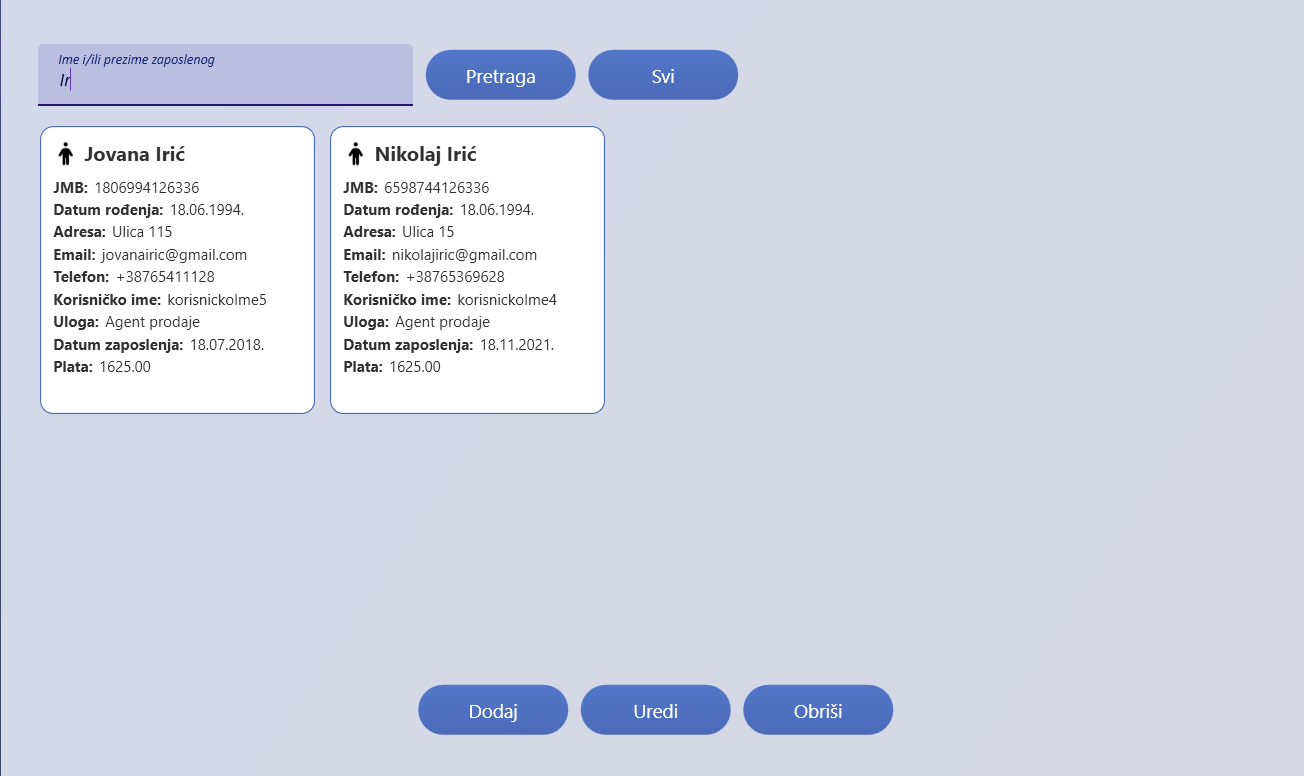 Ime i/ili prezime zaposlenog
Ir
Pretraga
Svi
Jovana Irić
JMB: 1806994126336
Datum rođenja: 18.06.1994.
Adresa: Ulica 115
Email: jovanairic@gmail.com
Telefon: +38765411128
Korisničko ime: korisnickoIme5
Uloga: Agent prodaje
Datum zaposlenja: 18.07.2018.
Plata: 1625.00
Nikolaj Irić
JMB: 6598744126336
Datum rođenja: 18.06.1994.
Adresa: Ulica 15
Email: nikolajiric@gmail.com
Telefon: +38765369628
Korisničko ime: korisnickoIme4
Uloga: Agent prodaje
Datum zaposlenja: 18.11.2021.
Plata: 1625.00
Dodaj
Uredi
Obriši